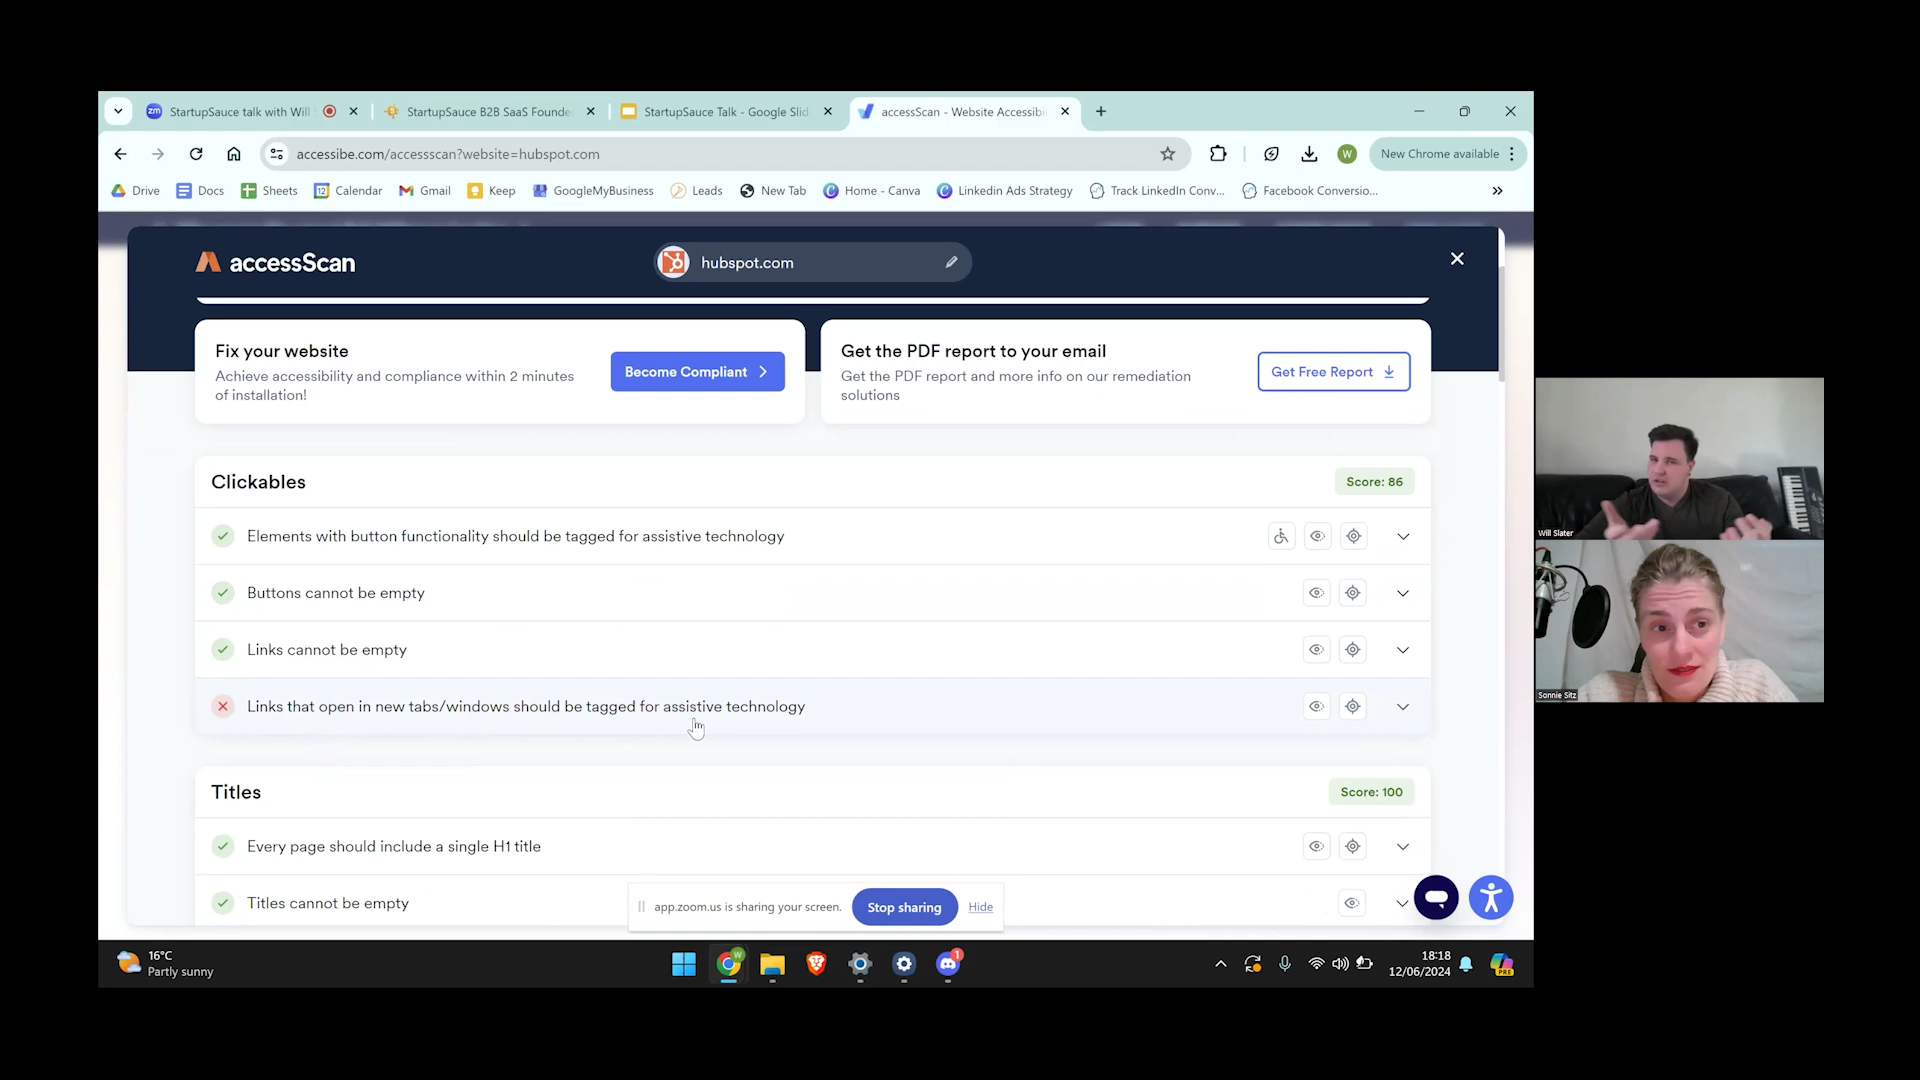 StartupSauce talk with Will
StartupSauce B2B SaaS Founde
StartupSauce Talk - Google Slid
accessScan - Website Accessibi
accessibe.com/accessscan?website=hubspot.com
W
New Chrome available
Drive
Docs
Sheets
Calendar
Gmail
Keep
GoogleMyBusiness
Leads
New Tab
Home - Canva
Linkedin Ads Strategy
Track LinkedIn Conv...
Facebook Conversio...
accessScan
hubspot.com
Fix your website
Achieve accessibility and compliance within 2 minutes
of installation!
Become Compliant
Get the PDF report to your email
Get the PDF report and more info on our remediation
solutions
Get Free Report
Clickables
Score: 86
Elements with button functionality should be tagged for assistive technology
Buttons cannot be empty
Links cannot be empty
Links that open in new tabs/windows should be tagged for assistive technology
Titles
Score: 100
Every page should include a single H1 title
Titles cannot be empty
app.zoom.us is sharing your screen.
Stop sharing
Hide
Will Slater
Sonnie Sitz
16°C
Partly sunny
1
18:18
12/06/2024
PRE